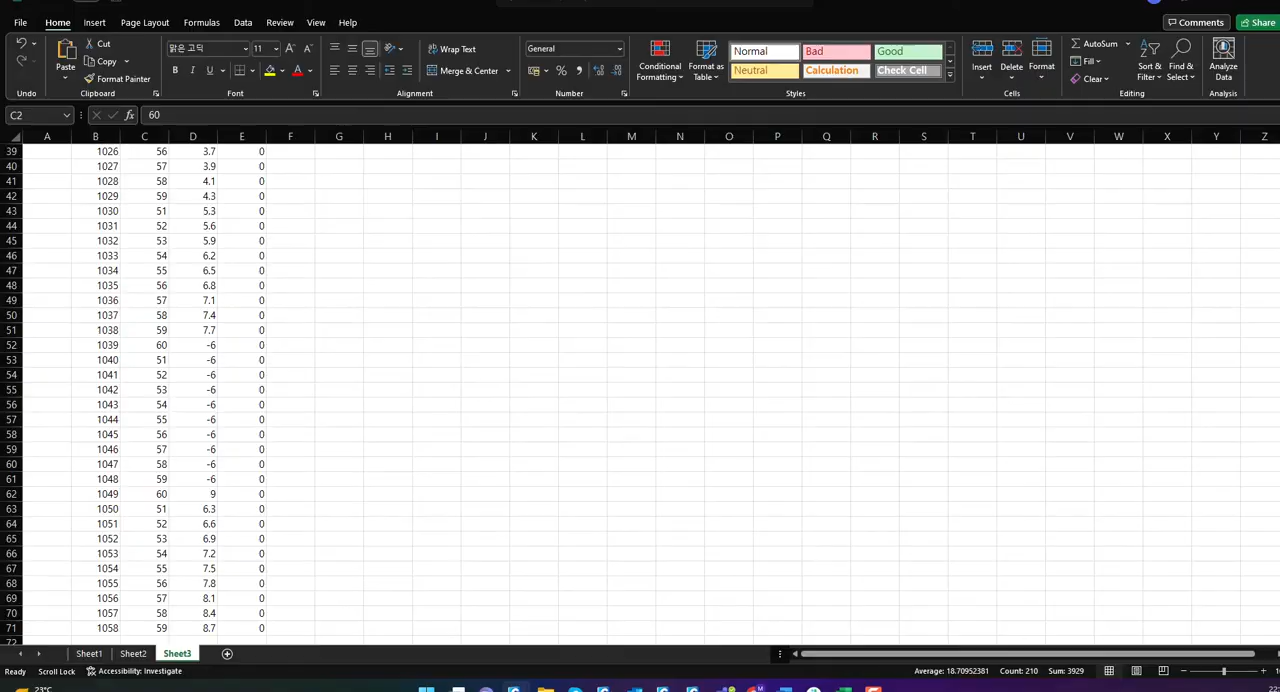 File Home Insert Page Layout Formulas Data Review View Help Comments Share
Cut
Copy
Format Painter
Paste
맑은 고딕 11
B I U
Wrap Text
Merge & Center
General
Conditional Formatting
Format as Table
Normal Bad Good
Neutral Calculation Check Cell
Insert Delete Format
AutoSum
Fill
Clear
Sort & Filter
Find & Select
Analyze Data
Undo Clipboard Font Alignment Number Styles Cells Editing Analysis
C2 fx 60
A B C D E F G H I J K L M N O P Q R S T U V W X Y Z
39 1026 56 3.7 0
40 1027 57 3.9 0
41 1028 58 4.1 0
42 1029 59 4.3 0
43 1030 51 5.3 0
44 1031 52 5.6 0
45 1032 53 5.9 0
46 1033 54 6.2 0
47 1034 55 6.5 0
48 1035 56 6.8 0
49 1036 57 7.1 0
50 1037 58 7.4 0
51 1038 59 7.7 0
52 1039 60 -6 0
53 1040 51 -6 0
54 1041 52 -6 0
55 1042 53 -6 0
56 1043 54 -6 0
57 1044 55 -6 0
58 1045 56 -6 0
59 1046 57 -6 0
60 1047 58 -6 0
61 1048 59 -6 0
62 1049 60 9 0
63 1050 51 6.3 0
64 1051 52 6.6 0
65 1052 53 6.9 0
66 1053 54 7.2 0
67 1054 55 7.5 0
68 1055 56 7.8 0
69 1056 57 8.1 0
70 1057 58 8.4 0
71 1058 59 8.7 0
72
Sheet1 Sheet2 Sheet3
Ready Scroll Lock Accessibility: Investigate Average: 18.70952381 Count: 210 Sum: 3929
23°C